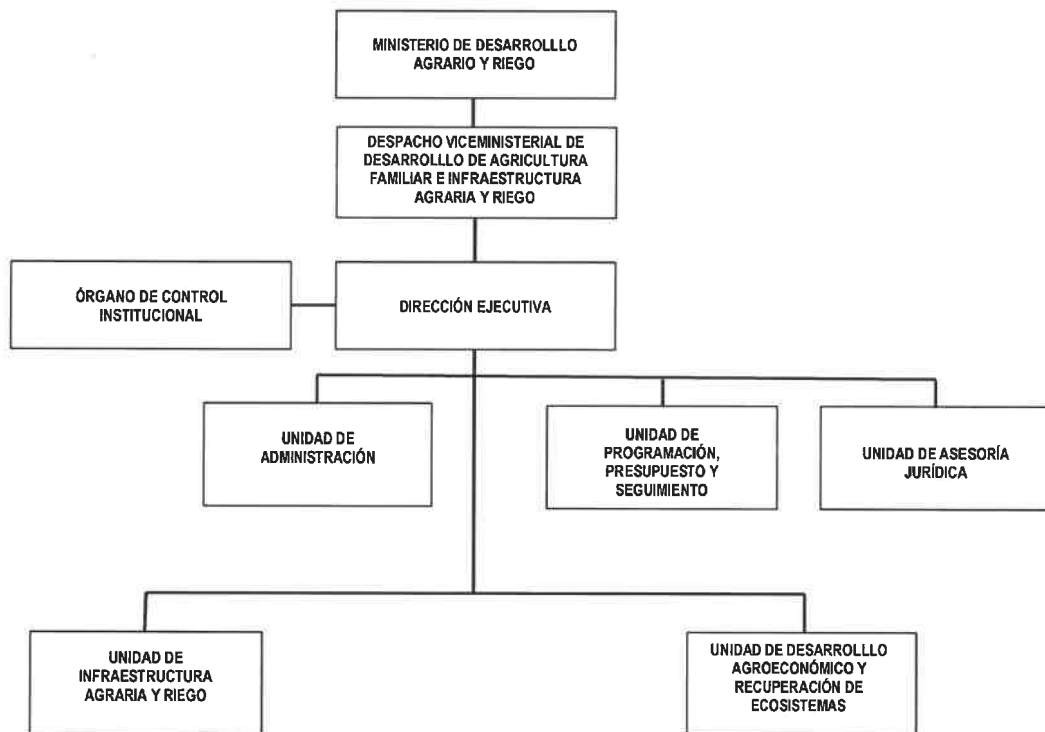 MINISTERIO DE DESARROLLLO
AGRARIO Y RIEGO
DESPACHO VICEMINISTERIAL DE
DESARROLLLO DE AGRICULTURA
FAMILIAR E INFRAESTRUCTURA
AGRARIA Y RIEGO
ÓRGANO DE CONTROL
INSTITUCIONAL
DIRECCIÓN EJECUTIVA
UNIDAD DE
ADMINISTRACIÓN
UNIDAD DE
PROGRAMACIÓN,
PRESUPUESTO Y
SEGUIMIENTO
UNIDAD DE ASESORÍA
JURÍDICA
UNIDAD DE
INFRAESTRUCTURA
AGRARIA Y RIEGO
UNIDAD DE DESARROLLLO
AGROECONÓMICO Y
RECUPERACIÓN DE
ECOSISTEMAS